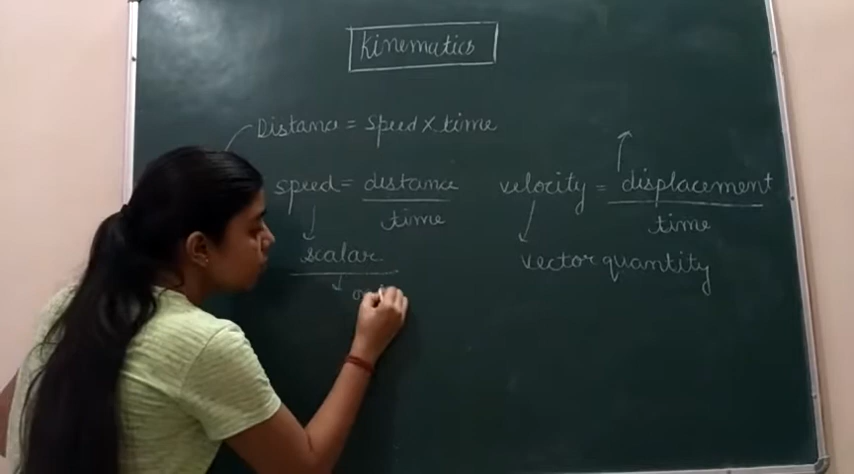 Kinematics
Distance = speed × time
speed = distance / time
velocity = displacement / time
scalar
vector quantity